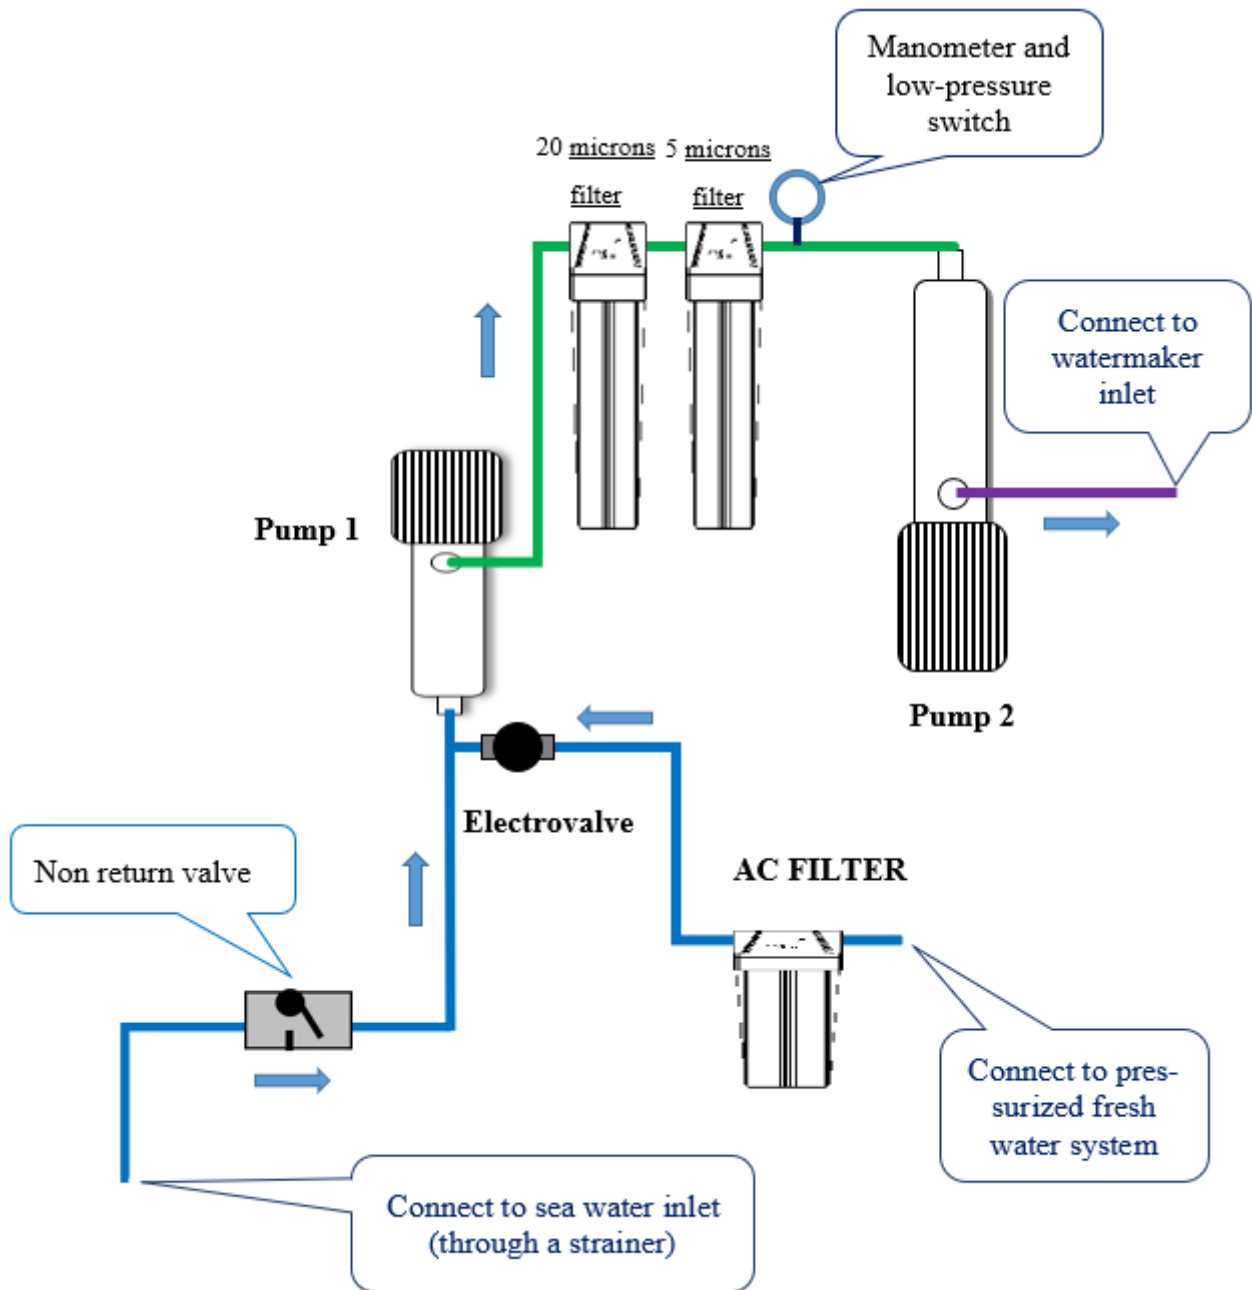 Manometer and
low-pressure
switch
20 microns 5 microns
filter filter
Connect to
watermaker
inlet
Pump 1
Pump 2
Electrovalve
Non return valve
AC FILTER
Connect to pres-
surized fresh
water system
Connect to sea water inlet
(through a strainer)